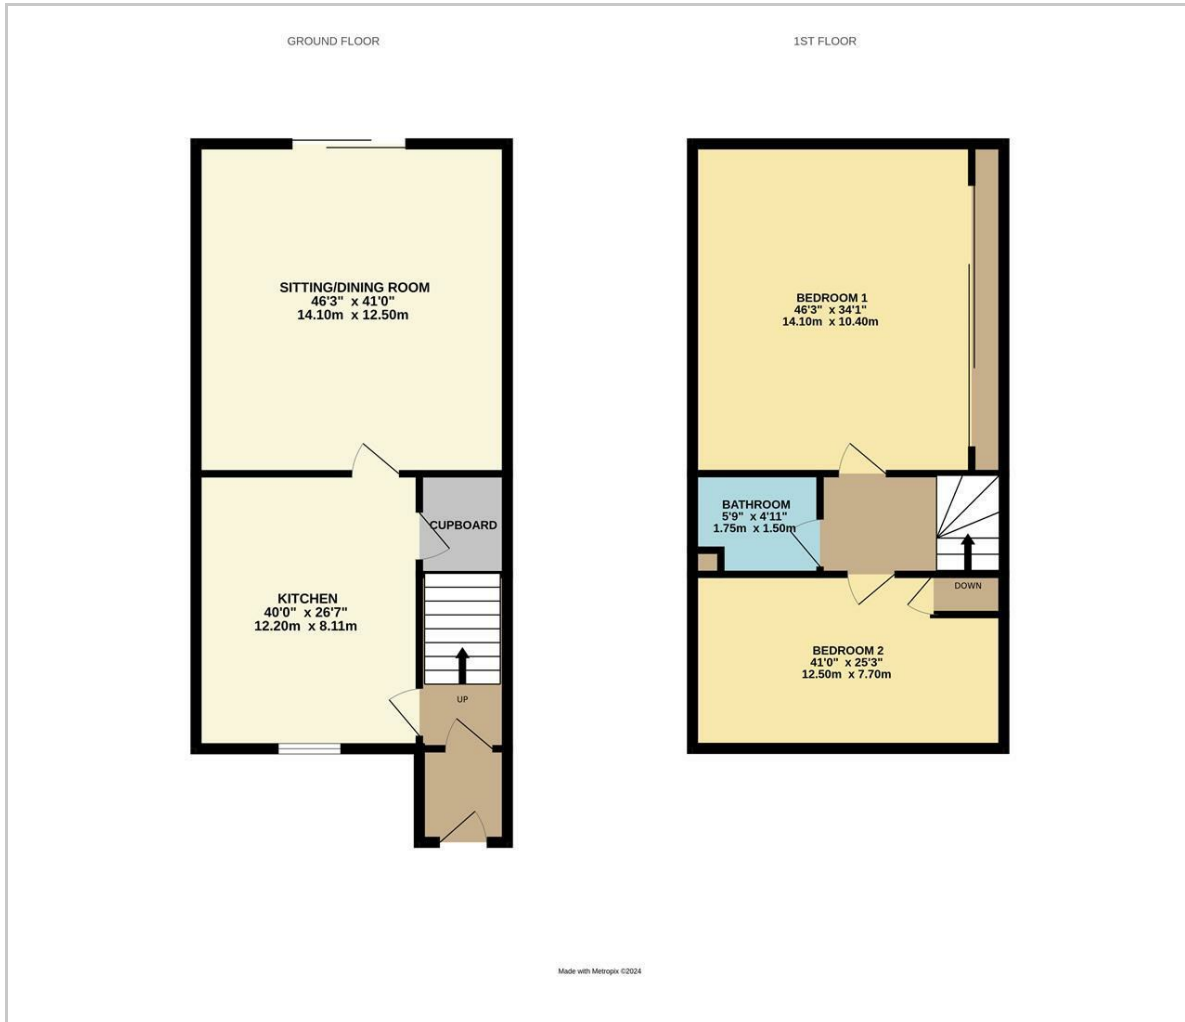 GROUND FLOOR
1ST FLOOR
SITTING/DINING ROOM
46'3" x 41'0"
14.10m x 12.50m
CUPBOARD
KITCHEN
40'0" x 26'7"
12.20m x 8.11m
UP
BEDROOM 1
46'3" x 34'1"
14.10m x 10.40m
BATHROOM
5'9" x 4'11"
1.75m x 1.50m
DOWN
BEDROOM 2
41'0" x 25'3"
12.50m x 7.70m
Made with Metropix ©2024